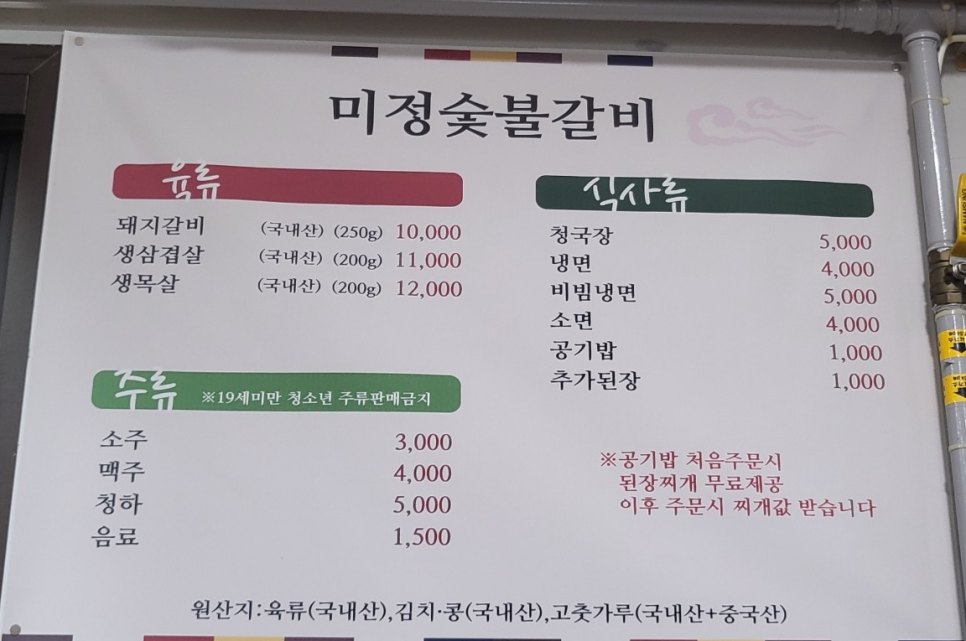 미정숯불갈비
육류
돼지갈비 (국내산) (250g) 10,000
생삼겹살 (국내산) (200g) 11,000
생목살 (국내산) (200g) 12,000
주류 ※19세미만 청소년 주류판매금지
소주 3,000
맥주 4,000
청하 5,000
음료 1,500
식사류
청국장 5,000
냉면 4,000
비빔냉면 5,000
소면 4,000
공기밥 1,000
추가된장 1,000
※공기밥 처음주문시
된장찌개 무료제공
이후 주문시 찌개값 받습니다
원산지:육류(국내산),김치·콩(국내산),고춧가루(국내산+중국산)